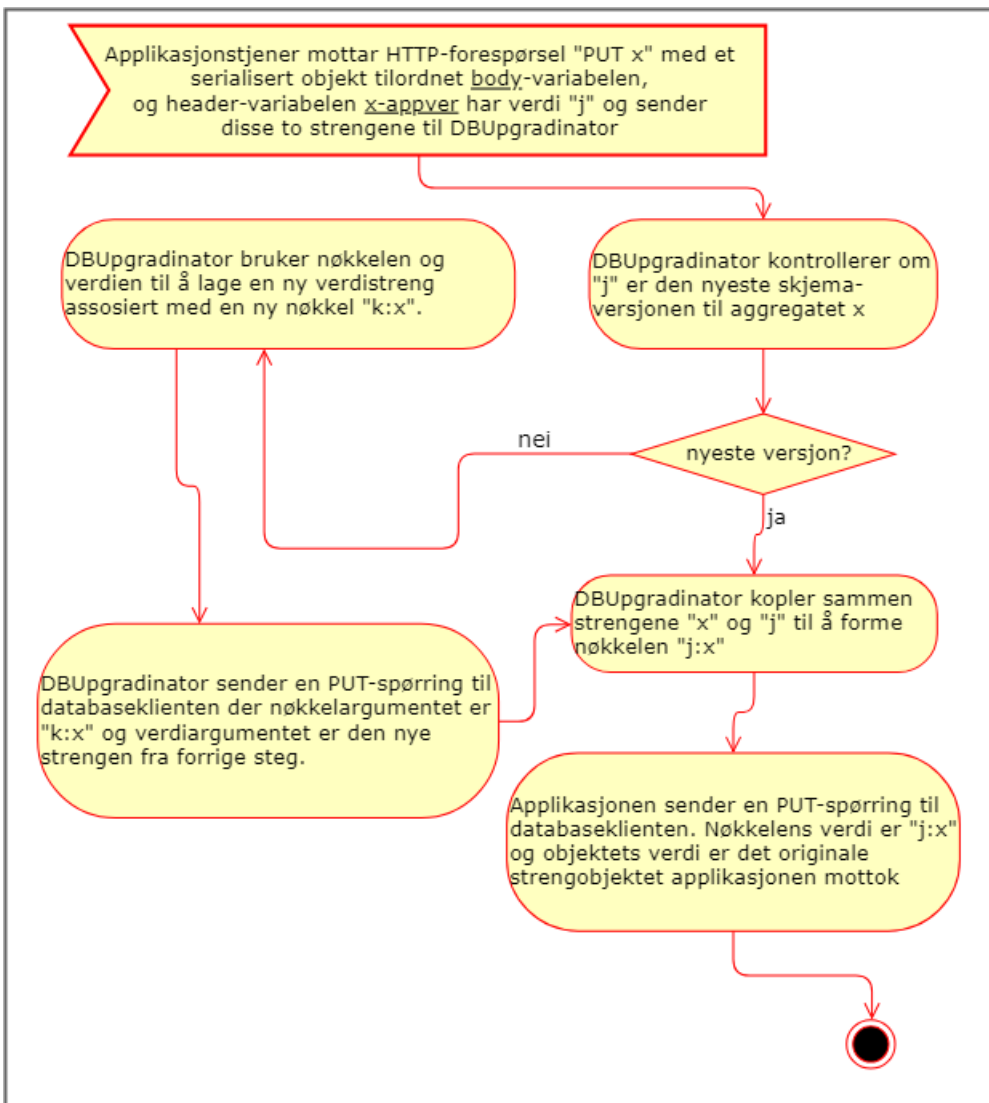 Applikasjonstjener mottar HTTP-forespørsel "PUT x" med et
serialisert objekt tilordnet body-variabelen,
og header-variabelen x-appver har verdi "j" og sender
disse to strengene til DBUpgradinator
DBUpgradinator kontrollerer om
"j" er den nyeste skjema-
versjonen til aggregatet x
nyeste versjon?
nei
ja
DBUpgradinator bruker nøkkelen og
verdien til å lage en ny verdistreng
assosiert med en ny nøkkel "k:x".
DBUpgradinator sender en PUT-spørring til
databaseklienten der nøkkelargumentet er
"k:x" og verdiargumentet er den nye
strengen fra forrige steg.
DBUpgradinator kopler sammen
strengene "x" og "j" til å forme
nøkkelen "j:x"
Applikasjonen sender en PUT-spørring til
databaseklienten. Nøkkelens verdi er "j:x"
og objektets verdi er det originale
strengobjektet applikasjonen mottok